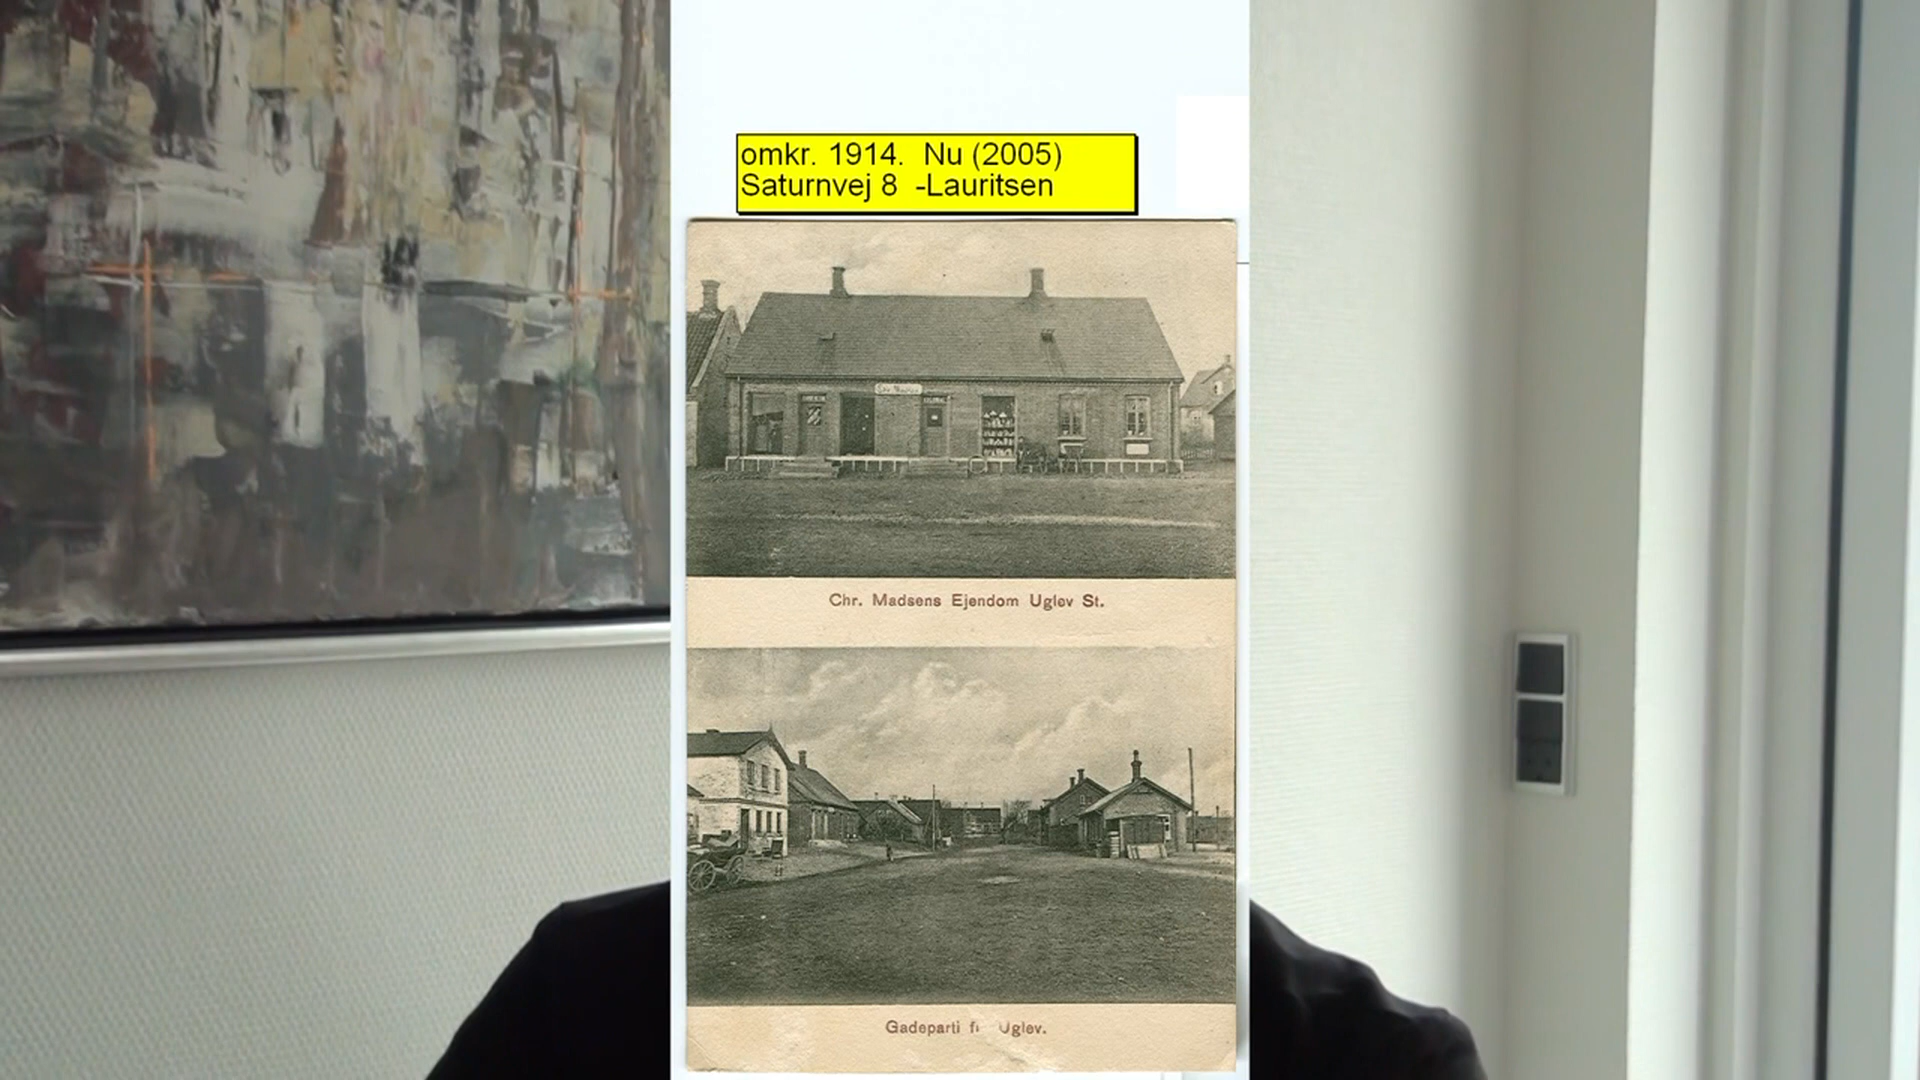 omkr. 1914. Nu (2005)
Saturnvej 8 -Lauritsen
Chr. Madsens Ejendom Uglev St.
Gadeparti Uglev.